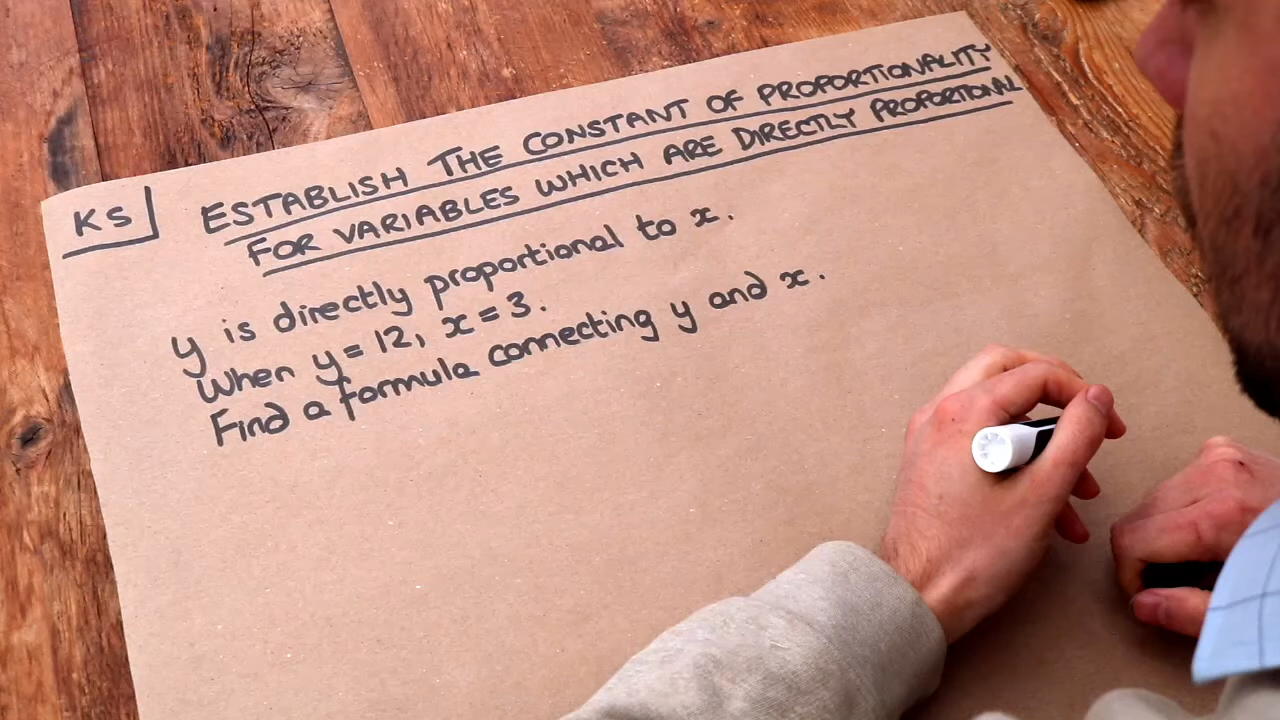 K5
ESTABLISH THE CONSTANT OF PROPORTIONALITY
FOR VARIABLES WHICH ARE DIRECTLY PROPORTIONAL
y is directly proportional to x.
When y = 12, x = 3.
Find a formula connecting y and x.